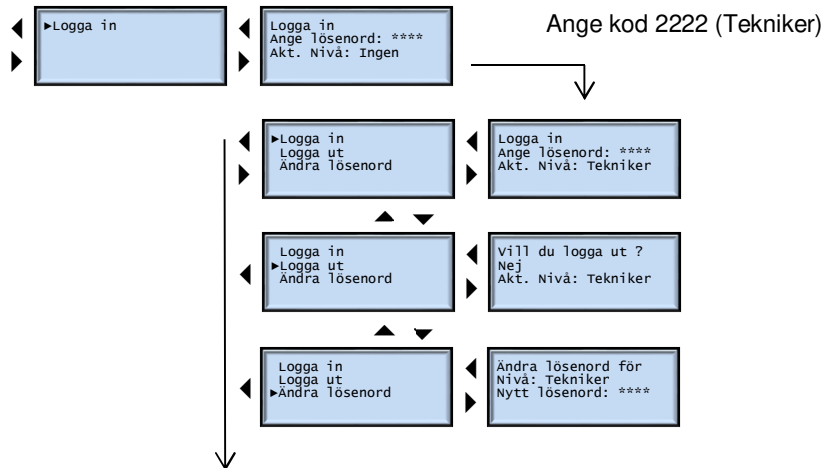 ►Logga in
Logga in
Ange lösenord: ****
Akt. Nivå: Ingen
Ange kod 2222 (Tekniker)
►Logga in
Logga ut
Ändra lösenord
Logga in
Ange lösenord: ****
Akt. Nivå: Tekniker
Logga in
►Logga ut
Ändra lösenord
Vill du logga ut ?
Nej
Akt. Nivå: Tekniker
Logga in
Logga ut
►Ändra lösenord
Ändra lösenord för
Nivå: Tekniker
Nytt lösenord: ****